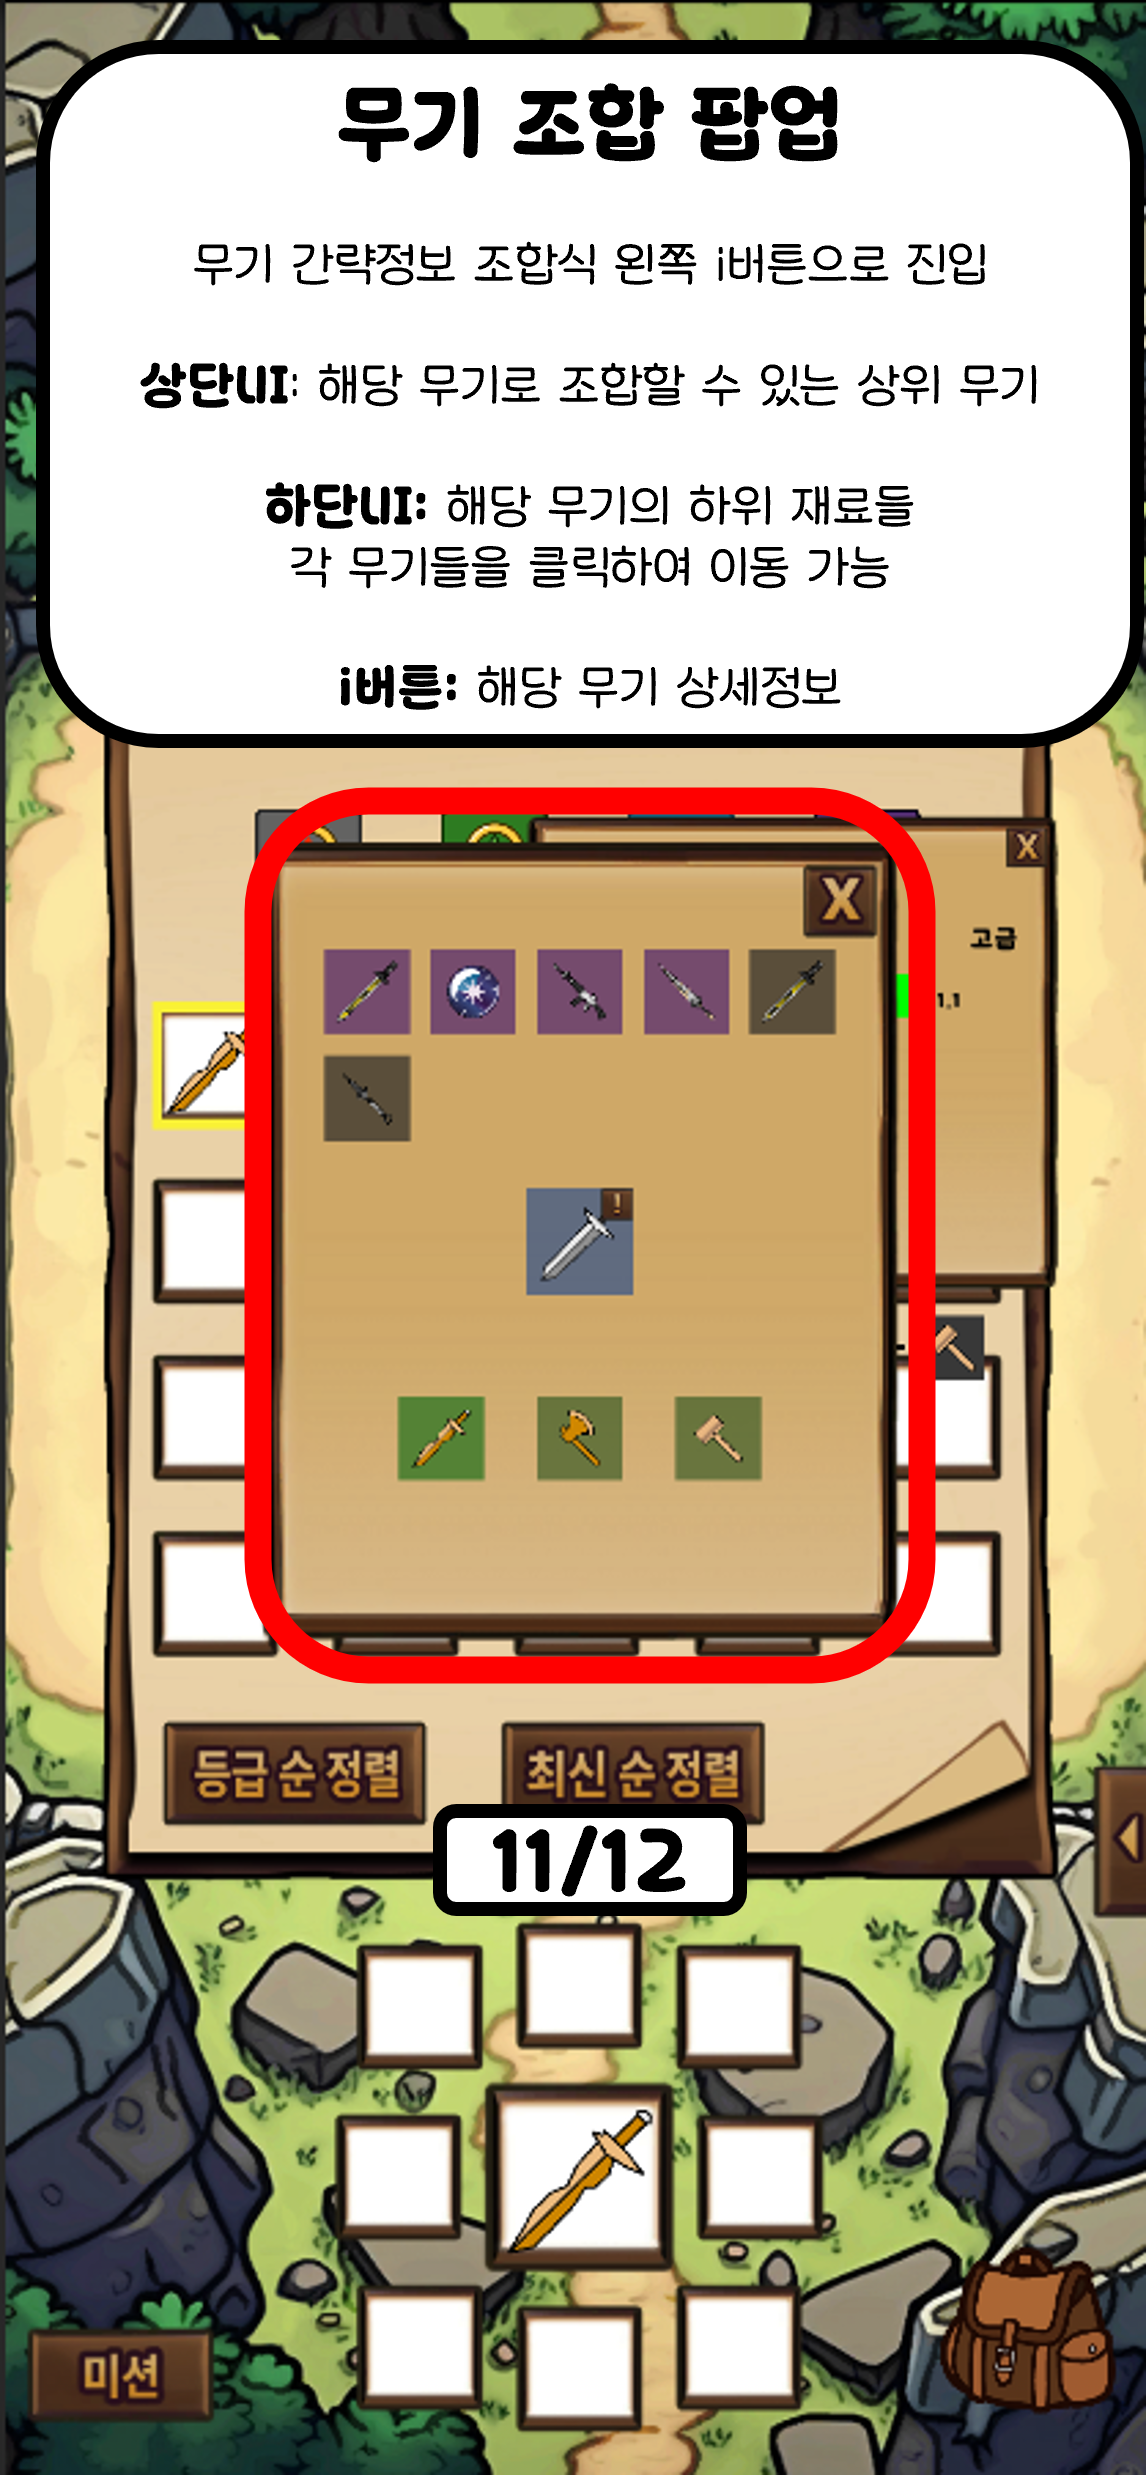 무기 조합 팝업
무기 간략정보 조합식 왼쪽 i버튼으로 진입
상단UI: 해당 무기로 조합할 수 있는 상위 무기
하단UI: 해당 무기의 하위 재료들
각 무기들을 클릭하여 이동 가능
i버튼: 해당 무기 상세정보
X
X
고급
1,1
!
등급 순 정렬
최신 순 정렬
11/12
미션